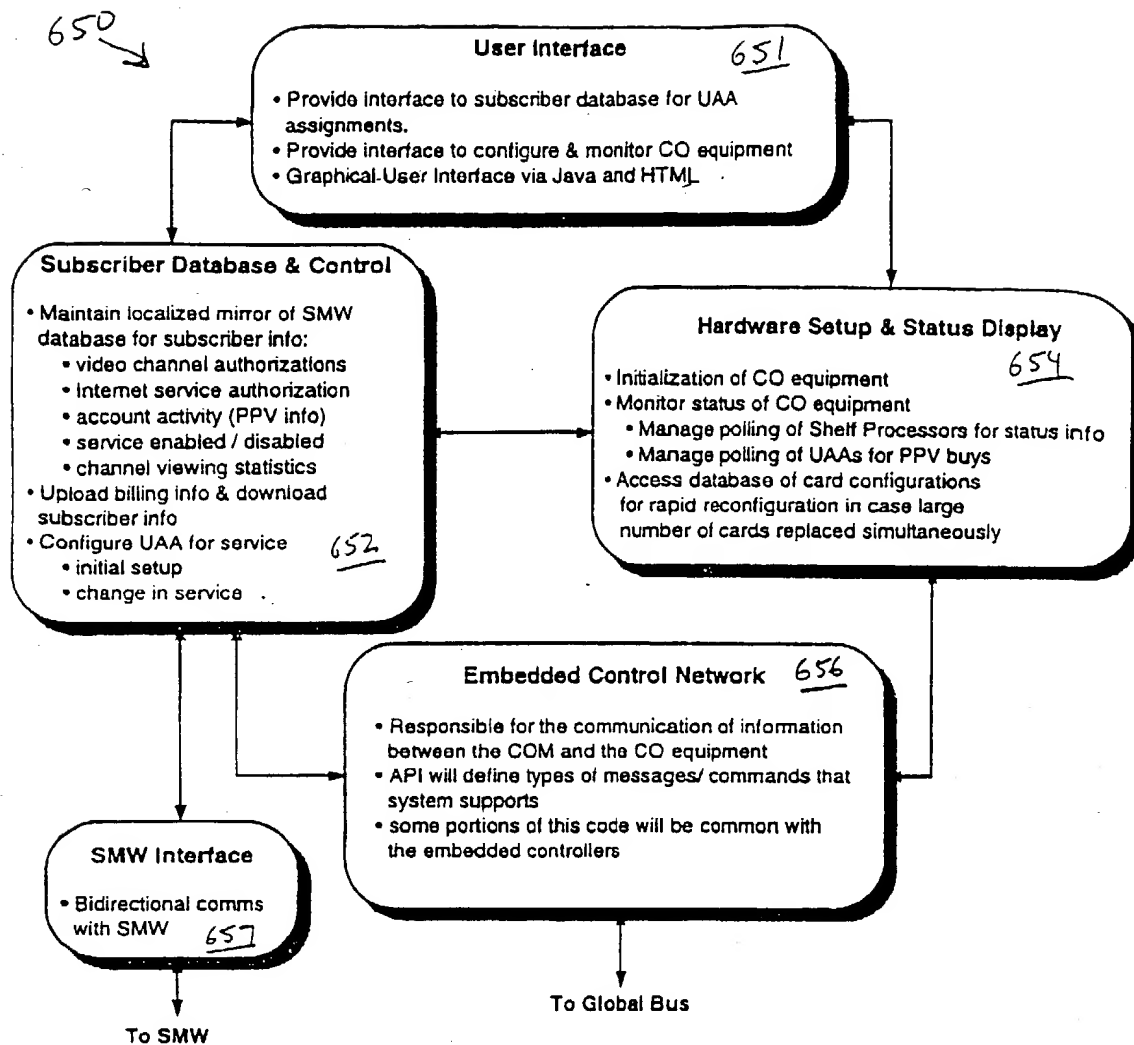 650
User Interface 651
• Provide interface to subscriber database for UAA
assignments.
• Provide interface to configure & monitor CO equipment
• Graphical-User Interface via Java and HTML
Subscriber Database & Control
• Maintain localized mirror of SMW
database for subscriber info:
• video channel authorizations
• Internet service authorization
• account activity (PPV info)
• service enabled / disabled
• channel viewing statistics
• Upload billing info & download
subscriber info
• Configure UAA for service 652
• initial setup
• change in service .
Hardware Setup & Status Display
654
• Initialization of CO equipment
• Monitor status of CO equipment
• Manage polling of Shelf Processors for status info
• Manage polling of UAAs for PPV buys
• Access database of card configurations
for rapid reconfiguration in case large
number of cards replaced simultaneously
Embedded Control Network 656
• Responsible for the communication of information
between the COM and the CO equipment
• API will define types of messages/ commands that
system supports
• some portions of this code will be common with
the embedded controllers
SMW Interface
• Bidirectional comms
with SMW 657
To Global Bus
To SMW